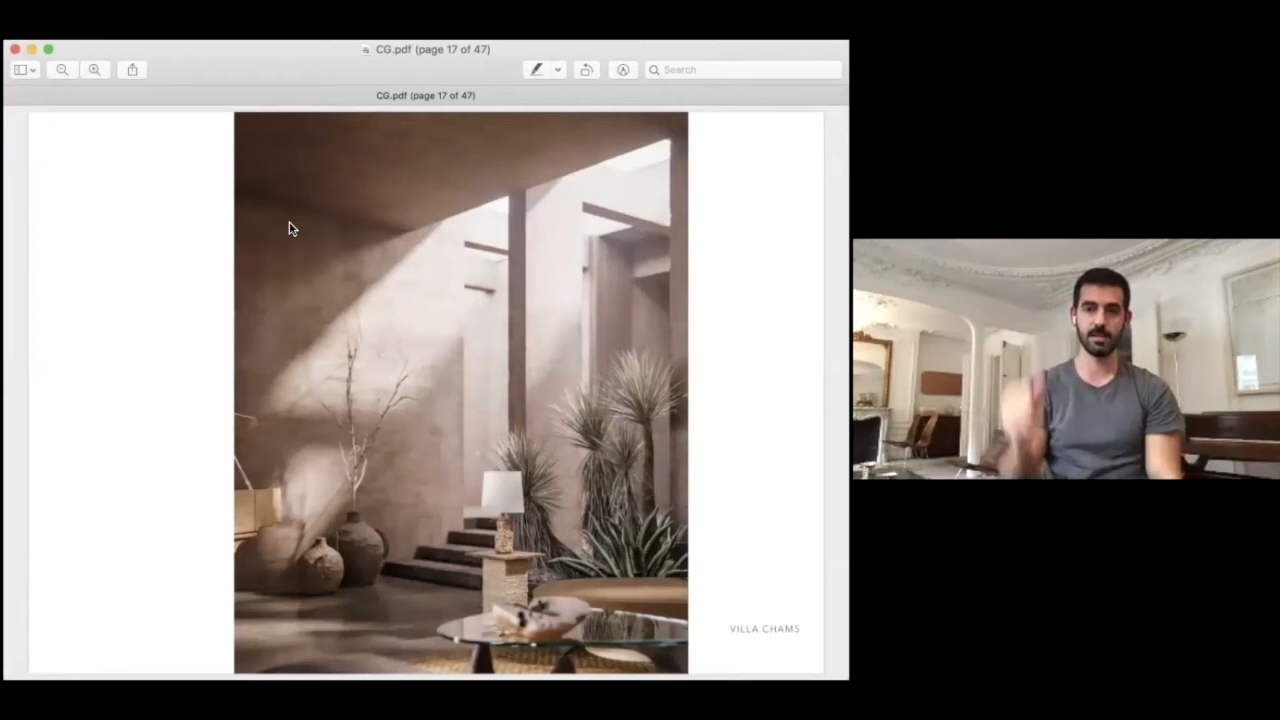 CG.pdf (page 17 of 47)
Search
CG.pdf (page 17 of 47)
VILLA CHAMS